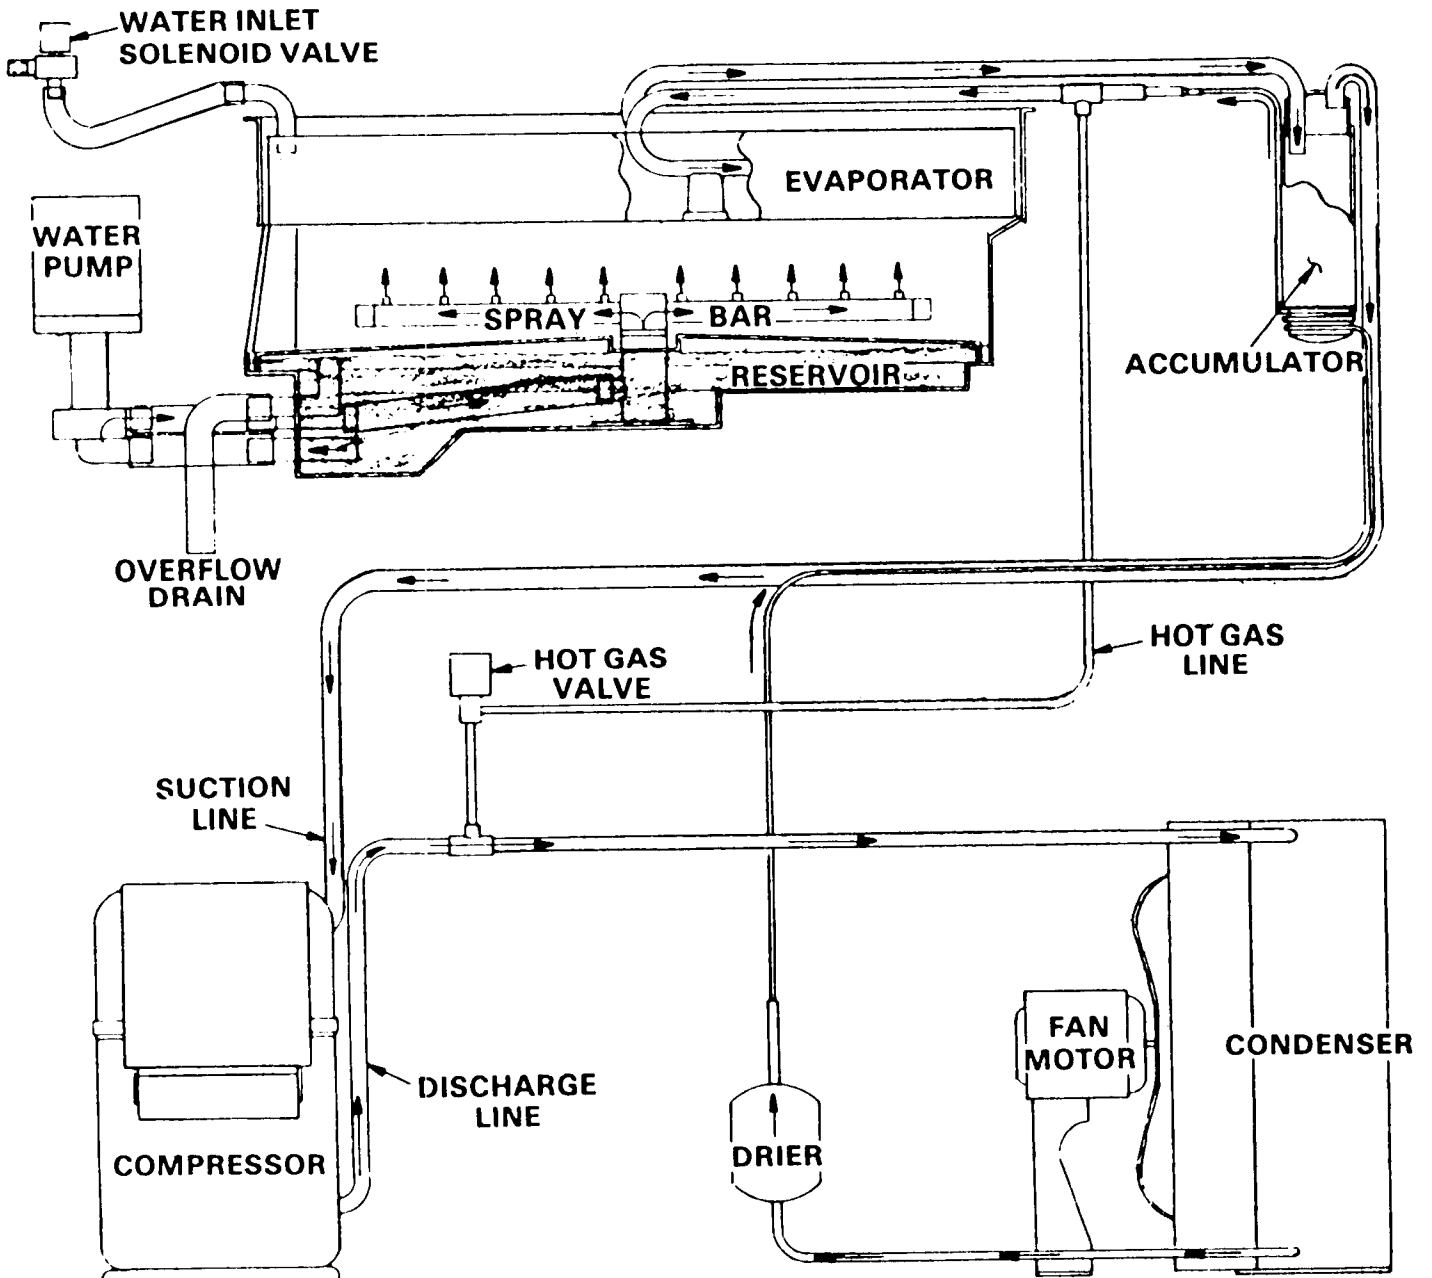 WATER INLET
SOLENOID VALVE
EVAPORATOR
WATER
PUMP
SPRAY BAR
RESERVOIR
ACCUMULATOR
OVERFLOW
DRAIN
HOT GAS
LINE
HOT GAS
VALVE
SUCTION
LINE
FAN
MOTOR
CONDENSER
DISCHARGE
LINE
DRIER
COMPRESSOR